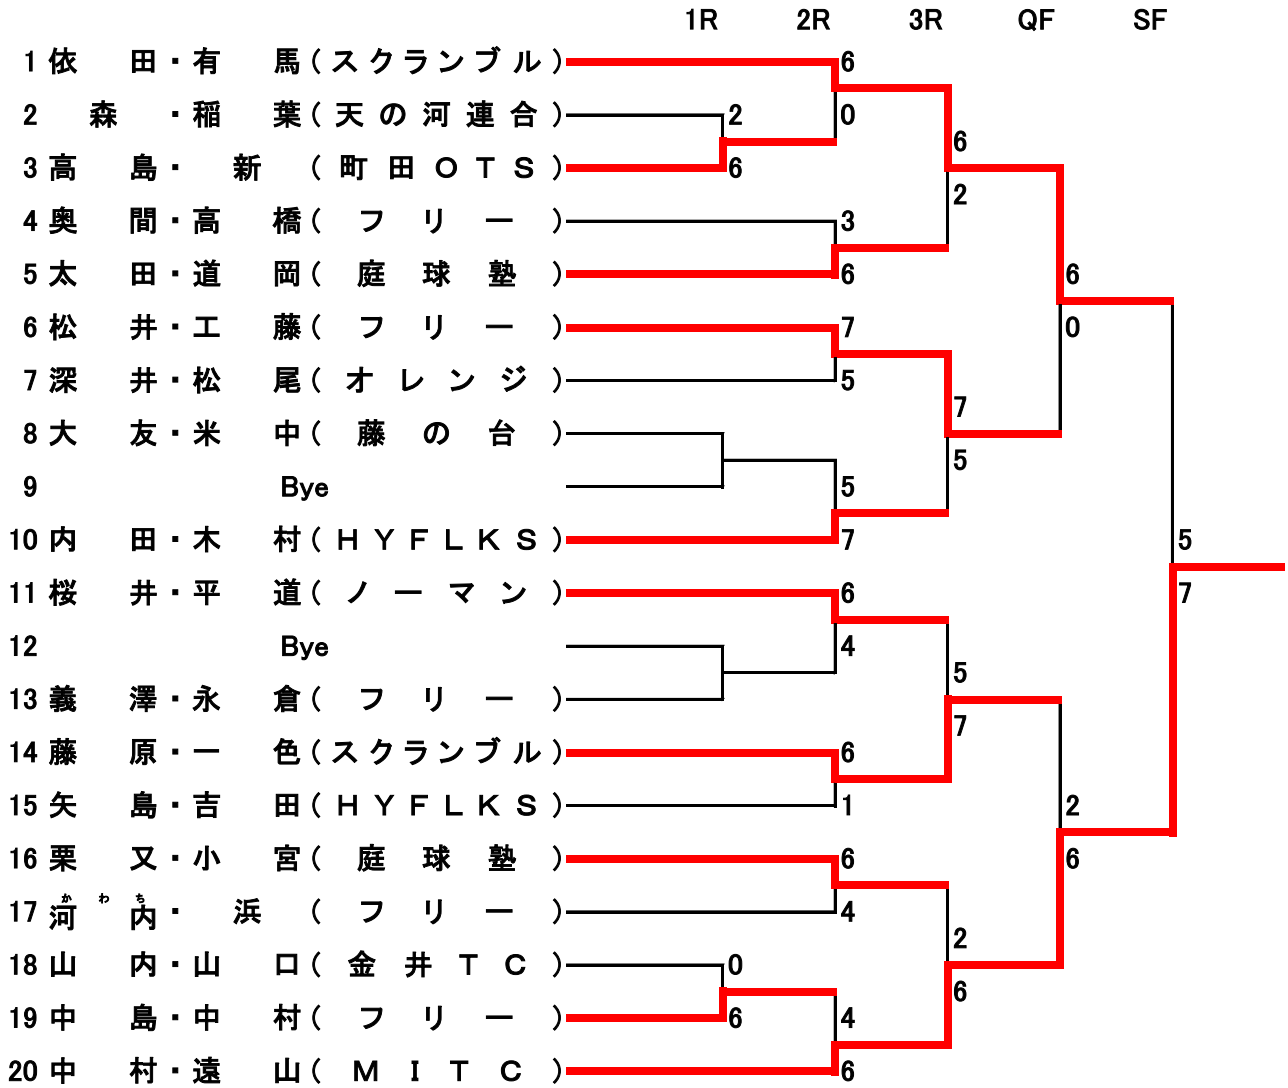 1R 2R 3R QF SF
1 依田・有馬(スクランブル) 6
2 森・稲葉(天の河連合) 2 0
6
3 高島・新(町田OTS) 6
2
4 奥間・高橋(フリー) 3
5 太田・道岡(庭球塾) 6 6
6 松井・工藤(フリー) 7 0
7 深井・松尾(オレンジ) 5
7
8 大友・米中(藤の台)
5
9 Bye 5
10 内田・木村(HYFLKS) 7 5
11 桜井・平道(ノーマン) 6 7
12 Bye 4
5
13 義澤・永倉(フリー)
7
14 藤原・一色(スクランブル) 6
15 矢島・吉田(HYFLKS) 1 2
16 栗又・小宮(庭球塾) 6 6
かわち
17 河内・浜(フリー) 4
2
18 山内・山口(金井TC) 0
6
19 中島・中村(フリー) 6 4
20 中村・遠山(MITC) 6